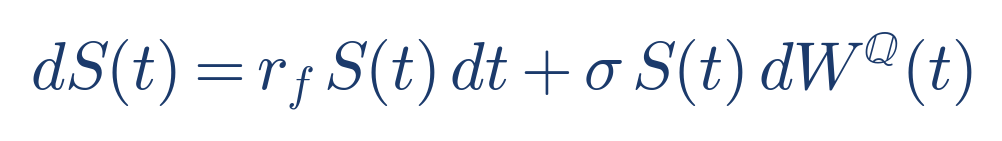 dS(t) = r_f S(t) dt + σ S(t) dW^ℚ(t)